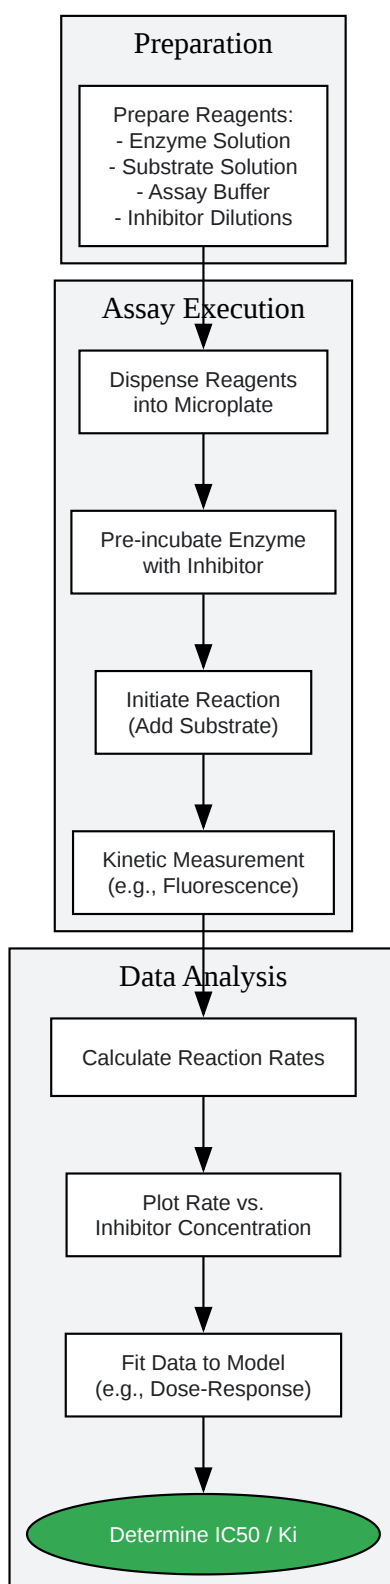 Preparation
Prepare Reagents:
- Enzyme Solution
- Substrate Solution
- Assay Buffer
- Inhibitor Dilutions
Assay Execution
Dispense Reagents
into Microplate
Pre-incubate Enzyme
with Inhibitor
Initiate Reaction
(Add Substrate)
Kinetic Measurement
(e.g., Fluorescence)
Data Analysis
Calculate Reaction Rates
Plot Rate vs.
Inhibitor Concentration
Fit Data to Model
(e.g., Dose-Response)
Determine IC50 / Ki